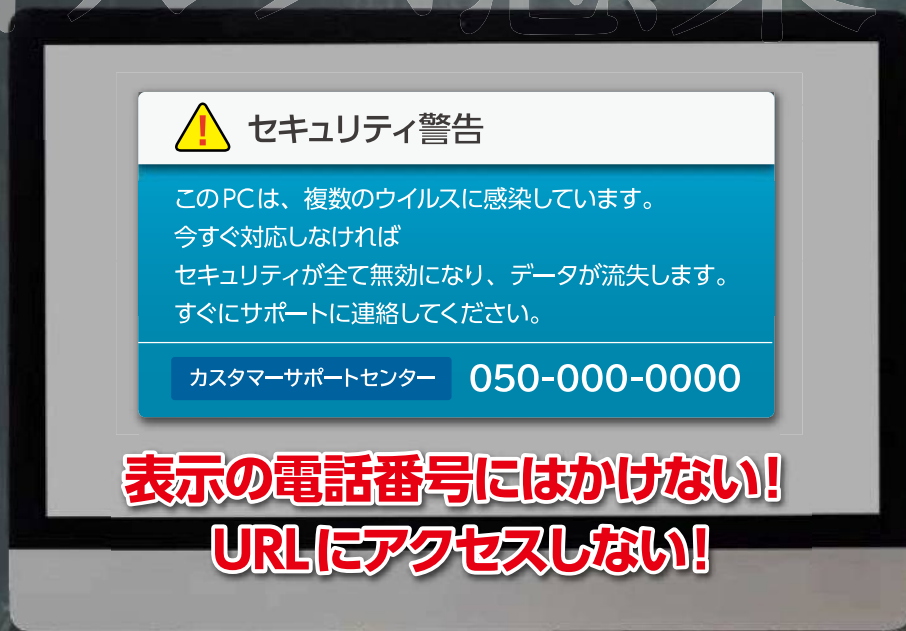 セキュリティ警告
このPCは、複数のウイルスに感染しています。
今すぐ対応しなければ
セキュリティが全て無効になり、データが流失します。
すぐにサポートに連絡してください。
カスタマーサポートセンター 050-000-0000
表示の電話番号にはかけない!
URLにアクセスしない!